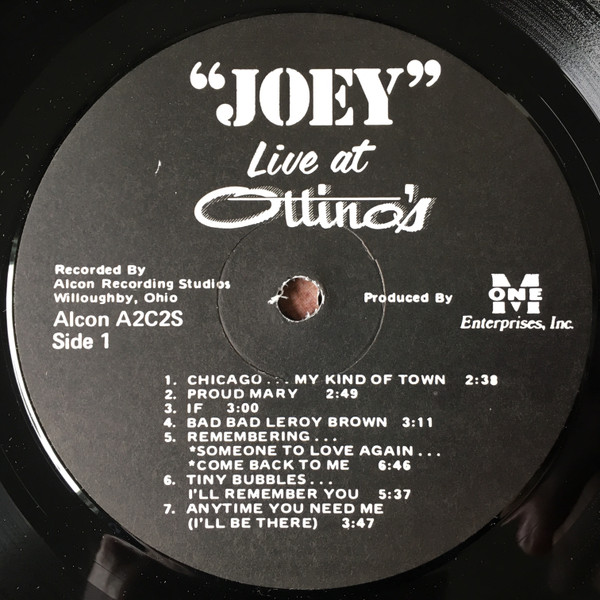 “JOEY”
Live at
Ottino's
Recorded By
Alcon Recording Studios
Willoughby, Ohio
Alcon A2C2S
Side 1
Produced By
M
ONE
Enterprises, Inc.
1. CHICAGO... MY KIND OF TOWN 2:38
2. PROUD MARY 2:49
3. IF 3:00
4. BAD BAD LEROY BROWN 3:11
5. REMEMBERING...
*SOMEONE TO LOVE AGAIN...
*COME BACK TO ME 6:46
6. TINY BUBBLES...
I'LL REMEMBER YOU 5:37
7. ANYTIME YOU NEED ME
(I'LL BE THERE) 3:47